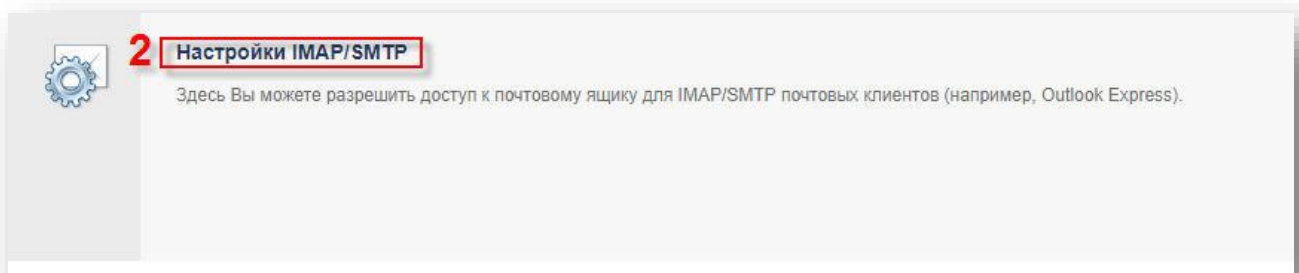 2 Настройки IMAP/SMTP
Здесь Вы можете разрешить доступ к почтовому ящику для IMAP/SMTP почтовых клиентов (например, Outlook Express).